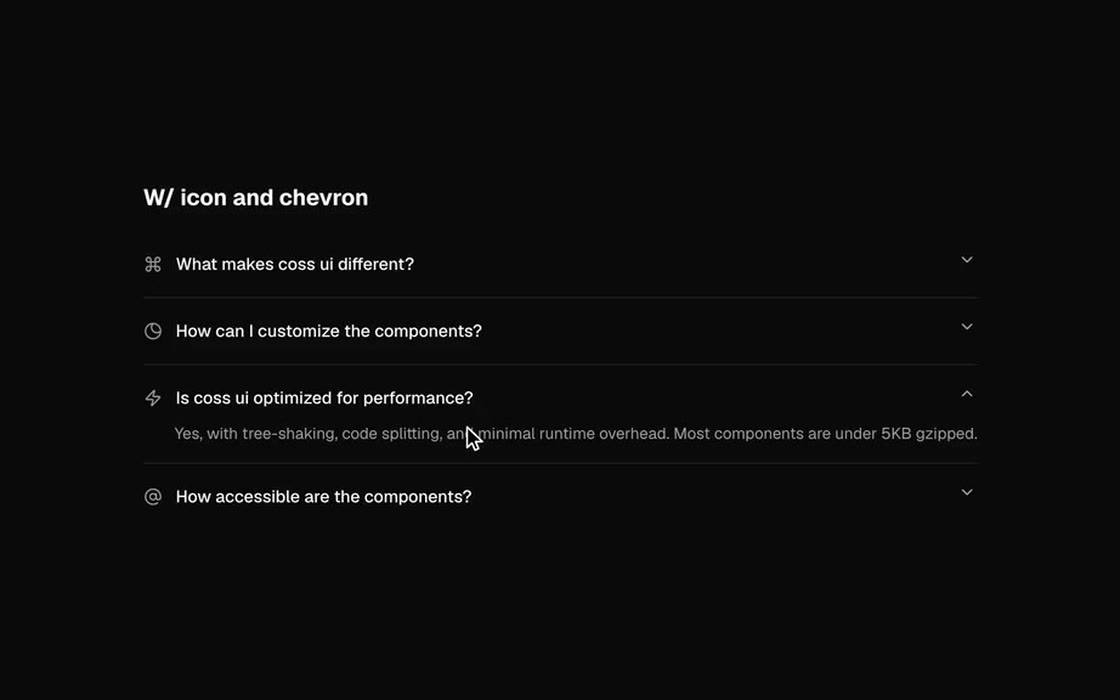 W/ icon and chevron
What makes coss ui different?
How can I customize the components?
Is coss ui optimized for performance?
Yes, with tree-shaking, code splitting, and minimal runtime overhead. Most components are under 5KB gzipped.
How accessible are the components?